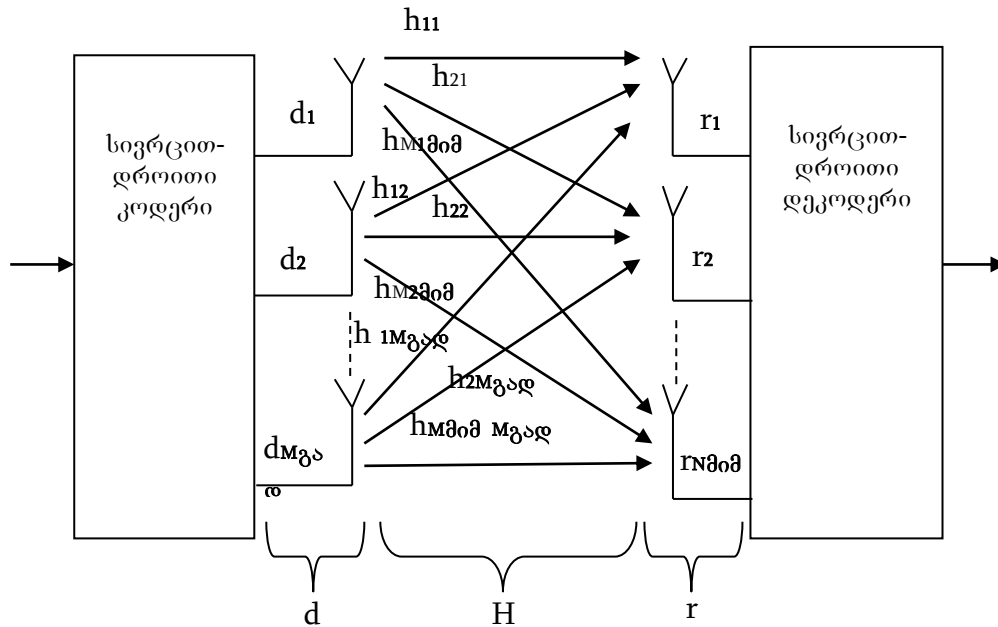 h11
h21
d1
r1
სივრცით-
დროითი
კოდერი
სივრცით-
დროითი
დეკოდერი
hM1მიმ
h12
h22
d2
r2
hM2მიმ
h 1Mგად
h2Mგად
hMმიმ Mგად
dMგა
დ
rNმიმ
d
H
r